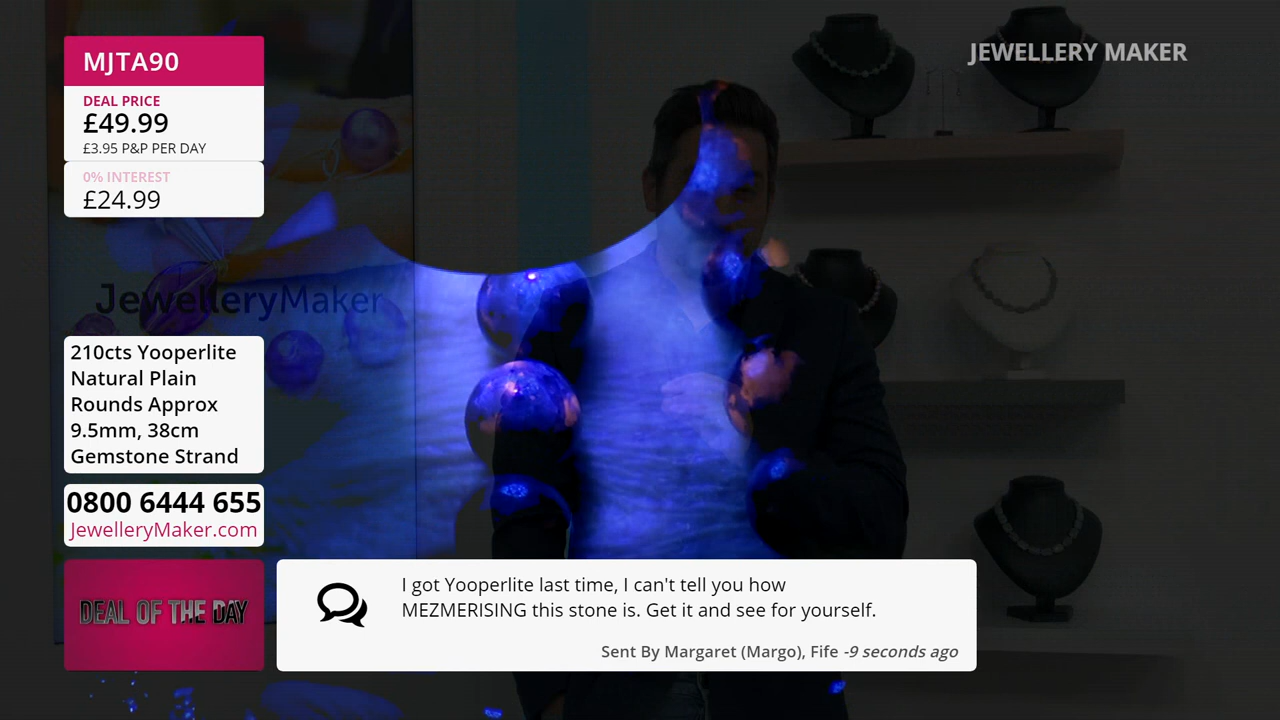 MJTA90
DEAL PRICE
£49.99
£3.95 P&P PER DAY
0% INTEREST
£24.99
JEWELLERY MAKER
JewelleryMaker
210cts Yooperlite
Natural Plain
Rounds Approx
9.5mm, 38cm
Gemstone Strand
0800 6444 655
JewelleryMaker.com
DEAL OF THE DAY
I got Yooperlite last time, I can't tell you how
MEZMERISING this stone is. Get it and see for yourself.
Sent By Margaret (Margo), Fife -9 seconds ago